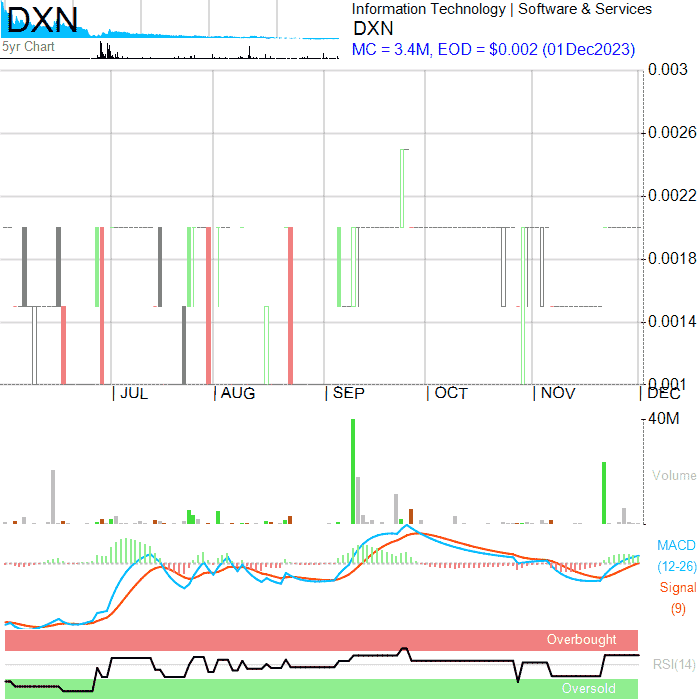 DXN
Information Technology | Software & Services
DXN
5yr Chart
MC = 3.4M, EOD = $0.002 (01Dec2023)
0.003
0.0026
0.0022
0.0018
0.0014
0.001
| JUL | AUG | SEP | OCT | NOV | DEC
40M
Volume
MACD
(12-26)
Signal
(9)
Overbought
RSI(14)
Oversold